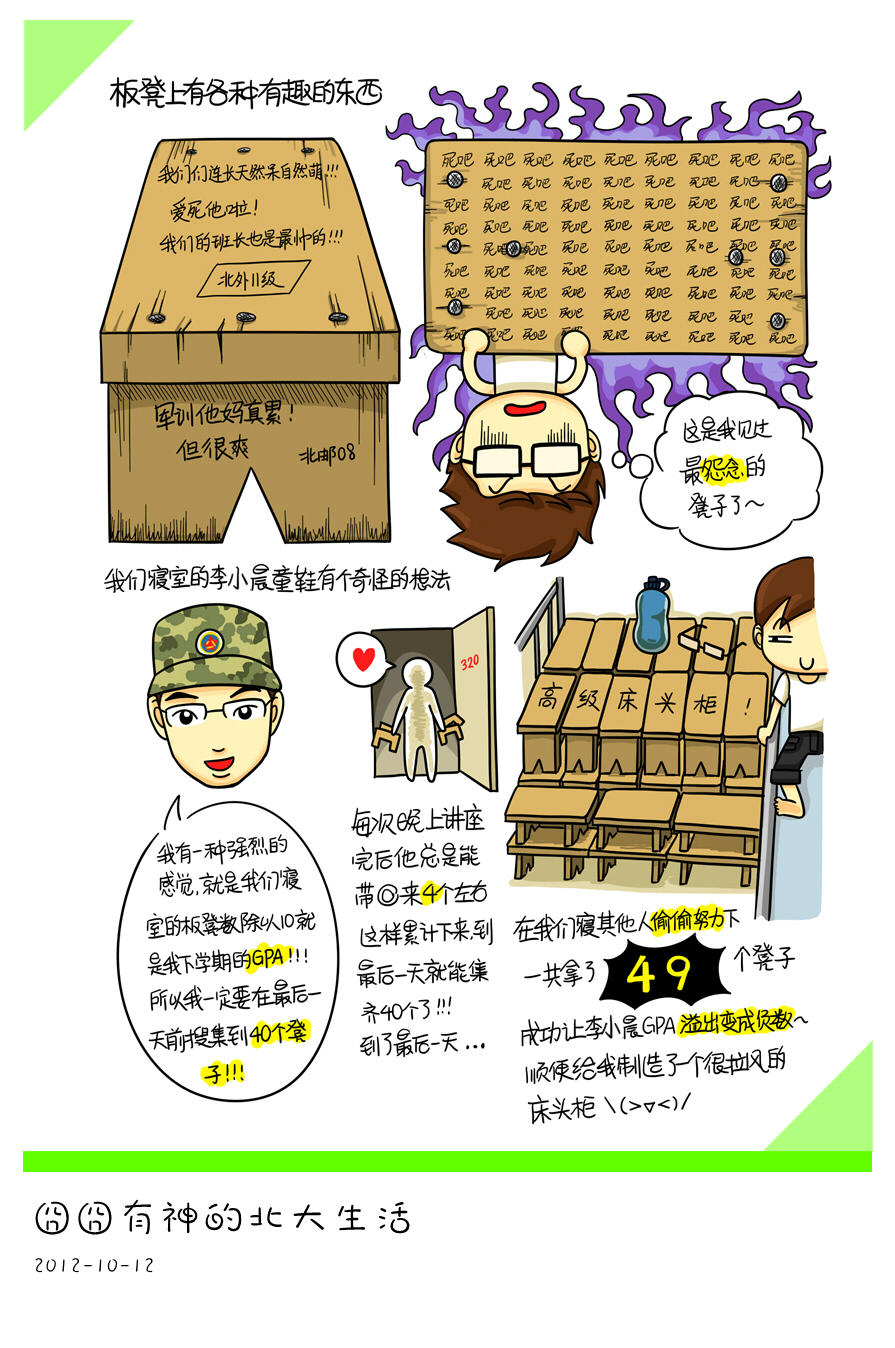 板凳上有各种有趣的东西
我们们连长天然呆自然萌!!!
爱死他啦!
我们的班长也是最帅的!!!
北外11级
军训他妈真累!
但很爽
北邮08
死吧 死吧 死吧 死吧 死吧 死吧 死吧 死吧 死吧
死吧 死吧 死吧 死吧 死吧 死吧 死吧
死吧 死吧 死吧 死吧 死吧 死吧 死吧 死吧 死吧
死吧 死吧 死吧 死吧 死吧 死吧 死吧 死吧 死吧
死吧 死吧 死吧 死吧 死吧 死吧 死吧 死吧 死吧
死吧 死吧 死吧 死吧 死吧 死吧 死吧 死吧 死吧
死吧 死吧 死吧 死吧 死吧 死吧 死吧 死吧 死吧
死吧 死吧 死吧 死吧 死吧 死吧 死吧
死吧 死吧 死吧 死吧 死吧 死吧 死吧 死吧 死吧
这是我见过
最怨念的
凳子了~
我们寝室的李小晨童鞋有个奇怪的想法
我有一种强烈的
感觉,就是我们寝
室的板凳数除以10就
是我下学期的GPA!!!
所以我一定要在最后一
天前搜集到40个凳
子!!!
320
每次晚上讲座
完后他总是能
带回来4个左右
这样累计下来,到
最后一天就能集
齐40个了!!!
到了最后一天...
高级床头柜!
在我们寝其他人偷偷努力下
一共拿了49个凳子
成功让李小晨GPA溢出变成负数~
顺便给我制造了一个很拉风的
床头柜 \(>▽<)/
囧囧有神的北大生活
2012-10-12